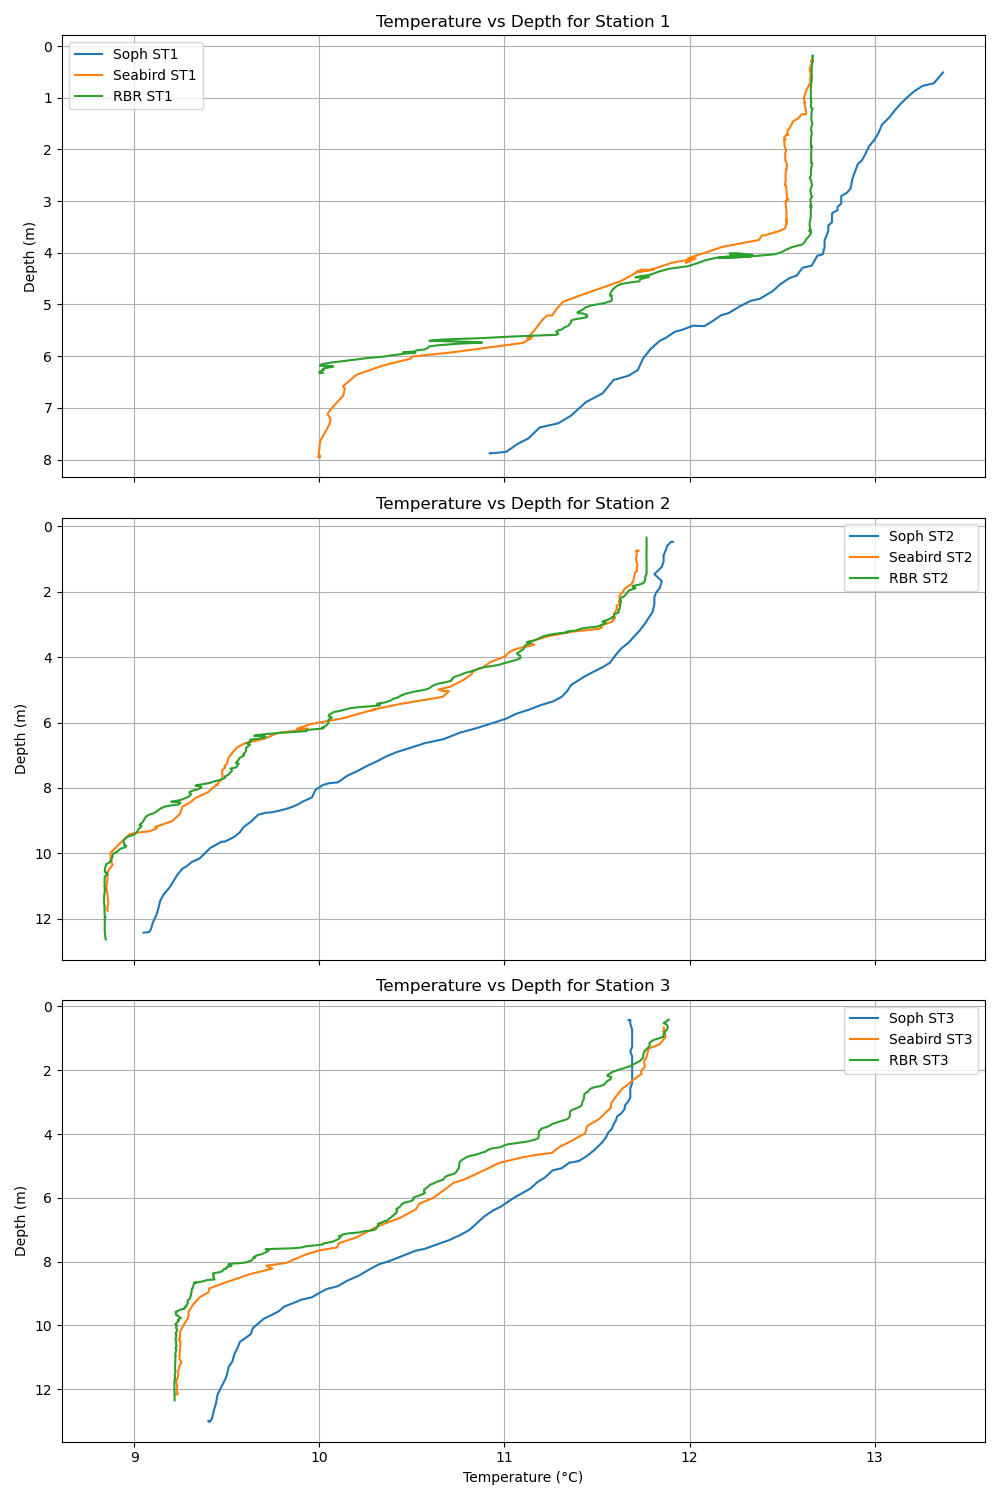 Temperature vs Depth for Station 1
Soph ST1
Seabird ST1
RBR ST1
0
1
2
3
4
5
6
7
8
Depth (m)
Temperature vs Depth for Station 2
Soph ST2
Seabird ST2
RBR ST2
0
2
4
6
8
10
12
Depth (m)
Temperature vs Depth for Station 3
Soph ST3
Seabird ST3
RBR ST3
0
2
4
6
8
10
12
Depth (m)
9 10 11 12 13
Temperature (°C)